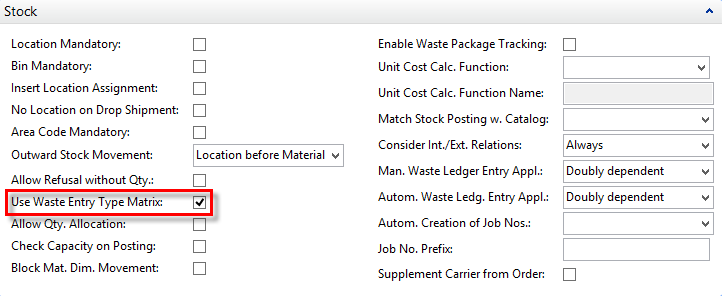 Stock
Location Mandatory:
Bin Mandatory:
Insert Location Assignment:
No Location on Drop Shipment:
Area Code Mandatory:
Outward Stock Movement: Location before Material
Allow Refusal without Qty.:
Use Waste Entry Type Matrix:
Allow Qty. Allocation:
Check Capacity on Posting:
Block Mat. Dim. Movement:
Enable Waste Package Tracking:
Unit Cost Calc. Function:
Unit Cost Calc. Function Name:
Match Stock Posting w. Catalog:
Consider Int./Ext. Relations: Always
Man. Waste Ledger Entry Appl.: Doubly dependent
Autom. Waste Ledg. Entry Appl.: Doubly dependent
Autom. Creation of Job Nos.:
Job No. Prefix:
Supplement Carrier from Order: